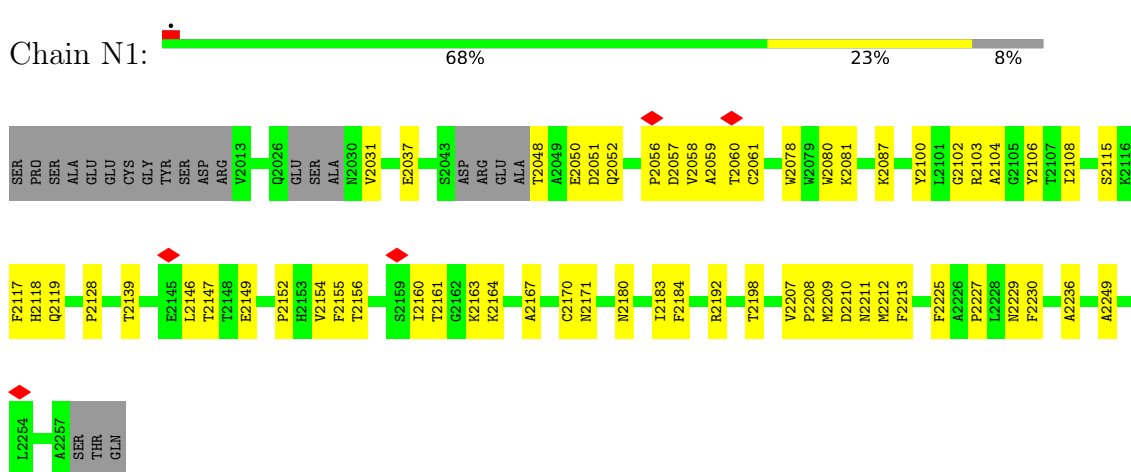 Chain N1:
68% 23% 8%
SER PRO SER ALA GLU GLU CYS GLY TYR SER ASP ARG V2013 Q2026 GLU SER ALA N2030 V2031 E2037 S2043 ASP ARG GLU ALA T2048 A2049 E2050 D2051 Q2052 P2056 D2057 V2058 A2059 T2060 C2061 W2078 W2079 W2080 K2081 K2087 Y2100 L2101 G2102 R2103 A2104 G2105 Y2106 T2107 I2108 S2115 K2116
F2117 H2118 Q2119 P2128 T2139 E2145 L2146 T2147 T2148 E2149 P2152 H2153 V2154 F2155 T2156 S2159 I2160 T2161 G2162 K2163 K2164 A2167 C2170 N2171 N2180 I2183 F2184 R2192 T2198 V2207 P2208 M2209 D2210 N2211 M2212 F2213 F2225 A2226 P2227 L2228 N2229 F2230 A2236 A2249
L2254 A2257 SER THR GLN